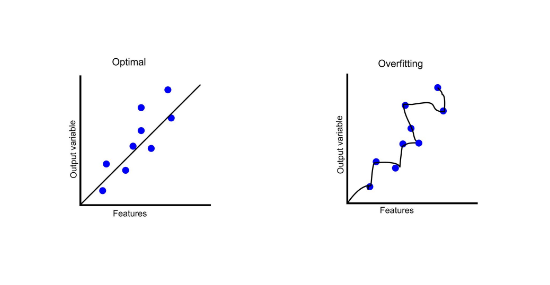 Optimal
Output variable
Features
Overfitting
Output variable
Features